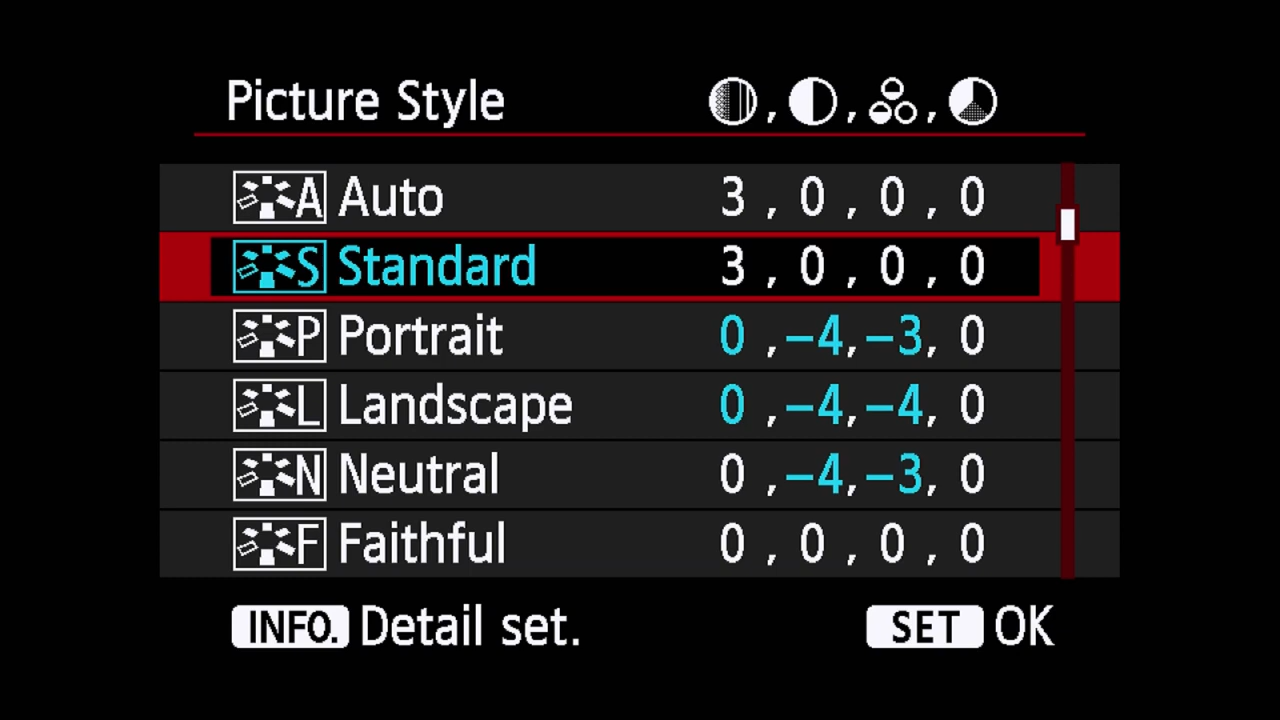 Picture Style , , ,
A Auto 3 , 0 , 0 , 0
S Standard 3 , 0 , 0 , 0
P Portrait 0 , −4, −3, 0
L Landscape 0 , −4, −4, 0
N Neutral 0 , −4, −3, 0
F Faithful 0 , 0 , 0 , 0
INFO. Detail set. SET OK